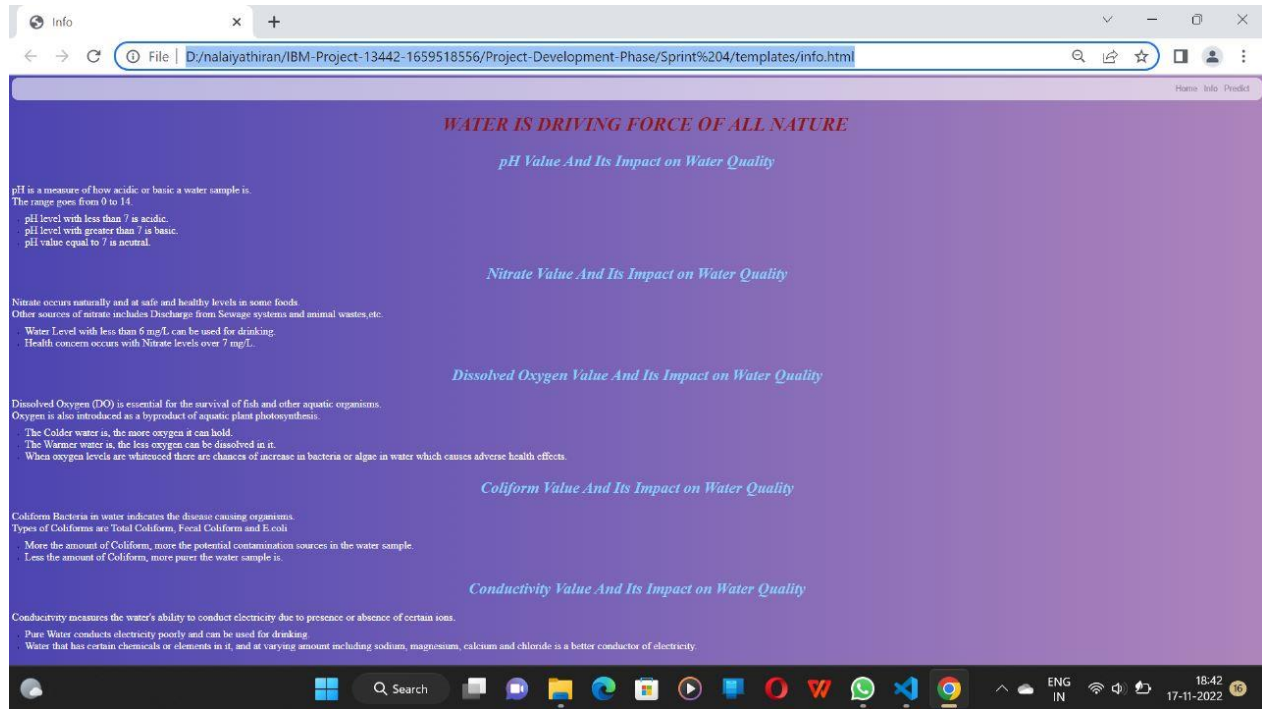 Info
File
D:/nalaiyathiran/IBM-Project-13442-1659518556/Project-Development-Phase/Sprint%204/templates/info.html
Home Info Predict
WATER IS DRIVING FORCE OF ALL NATURE
pH Value And Its Impact on Water Quality
pH is a measure of how acidic or basic a water sample is.
The range goes from 0 to 14.
pH level with less than 7 is acidic.
pH level with greater than 7 is basic.
pH value equal to 7 is neutral.
Nitrate Value And Its Impact on Water Quality
Nitrate occurs naturally and at safe and healthy levels in some foods.
Other sources of nitrate includes Discharge from Sewage systems and animal wastes,etc.
Water Level with less than 6 mg/L can be used for drinking.
Health concern occurs with Nitrate levels over 7 mg/L.
Dissolved Oxygen Value And Its Impact on Water Quality
Dissolved Oxygen (DO) is essential for the survival of fish and other aquatic organisms.
Oxygen is also introduced as a byproduct of aquatic plant photosynthesis.
The Colder water is, the more oxygen it can hold.
The Warmer water is, the less oxygen can be dissolved in it.
When oxygen levels are whiteuced there are chances of increase in bacteria or algae in water which causes adverse health effects.
Coliform Value And Its Impact on Water Quality
Coliform Bacteria in water indicates the disease causing organisms.
Types of Coliforms are Total Coliform, Fecal Coliform and E.coli
More the amount of Coliform, more the potential contamination sources in the water sample.
Less the amount of Coliform, more purer the water sample is.
Conductivity Value And Its Impact on Water Quality
Conducitvity measures the water's ability to conduct electricity due to presence or absence of certain ions.
Pure Water conducts electricity poorly and can be used for drinking.
Water that has certain chemicals or elements in it, and at varying amount including sodium, magnesium, calcium and chloride is a better conductor of electricity.
Search
ENG
IN
18:42
17-11-2022
16